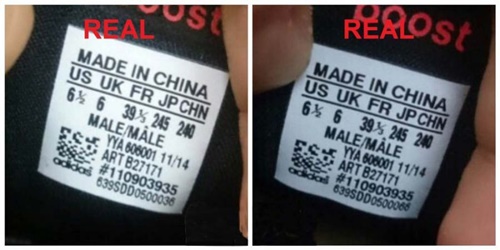 REAL
MADE IN CHINA
US UK FR JP CHN
6½ 6 39⅓ 245 240
MALE/MÂLE
YYA 606001 11/14
ART B27171
#110903935
639SDD0500036
adidas
REAL
boost
MADE IN CHINA
US UK FR JP CHN
6½ 6 39⅓ 245 240
MALE/MÂLE
YYA 606001 11/14
ART B27171
#110903935
adidas